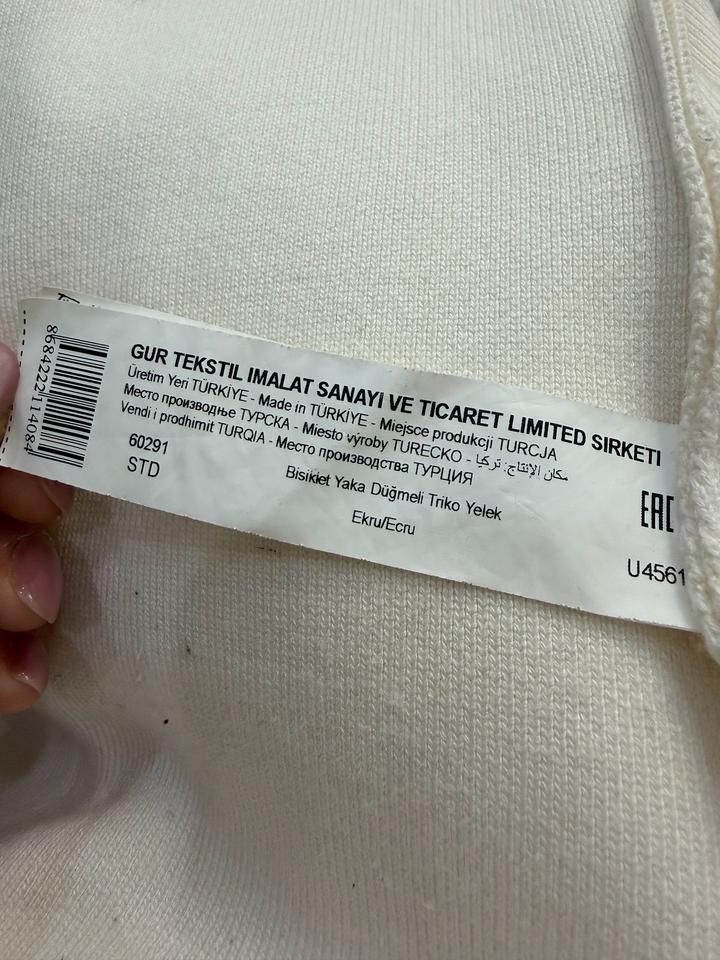 8684222114084
GUR TEKSTIL IMALAT SANAYI VE TICARET LIMITED SIRKETI
Üretim Yeri TÜRKİYE - Made in TÜRKİYE - Miejsce produkcji TURCJA
Место производње ТУРСКА - Miesto výroby TURECKO - مكان الإنتاج: تركيا
Vendi i prodhimit TURQIA - Место производства ТУРЦИЯ
60291
STD
Bisiklet Yaka Düğmeli Triko Yelek
Ekru/Ecru
EAC
U4561